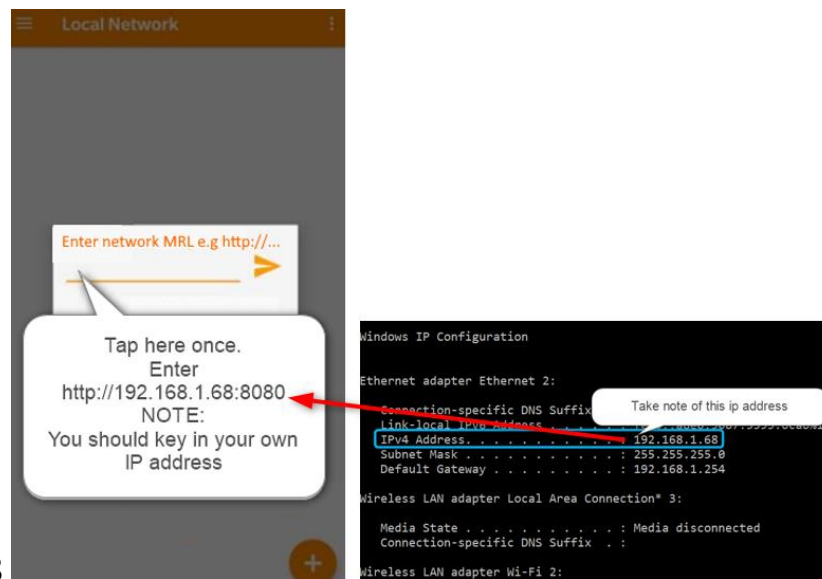 Local Network
Enter network MRL e.g http://...
Tap here once.
Enter
http://192.168.1.68:8080
NOTE:
You should key in your own
IP address
Windows IP Configuration
Ethernet adapter Ethernet 2:
Connection-specific DNS Suffix
Take note of this ip address
Link-local IPv6 Address . . . . . :
IPv4 Address. . . . . . . . . . . : 192.168.1.68
Subnet Mask . . . . . . . . . . . : 255.255.255.0
Default Gateway . . . . . . . . . : 192.168.1.254
Wireless LAN adapter Local Area Connection* 3:
Media State . . . . . . . . . . . : Media disconnected
Connection-specific DNS Suffix  . :
Wireless LAN adapter Wi-Fi 2: